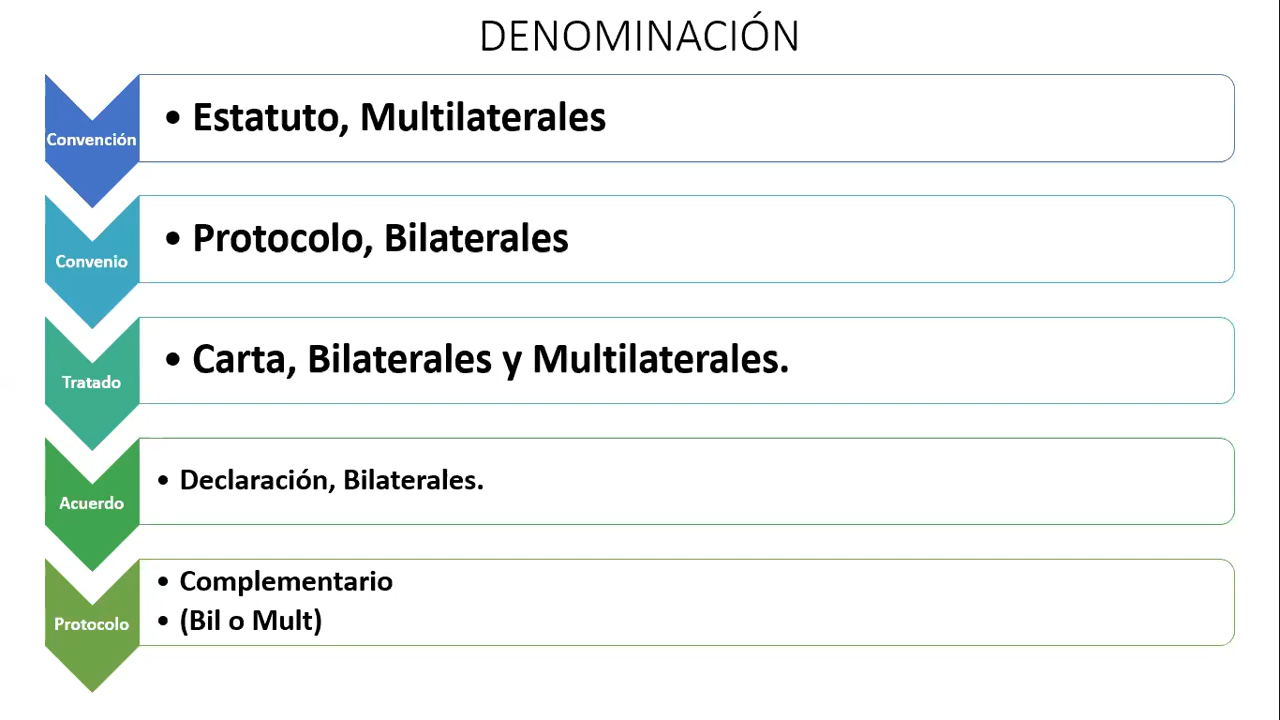 DENOMINACIÓN
Convención
• Estatuto, Multilaterales
Convenio
• Protocolo, Bilaterales
Tratado
• Carta, Bilaterales y Multilaterales.
Acuerdo
• Declaración, Bilaterales.
Protocolo
• Complementario
• (Bil o Mult)